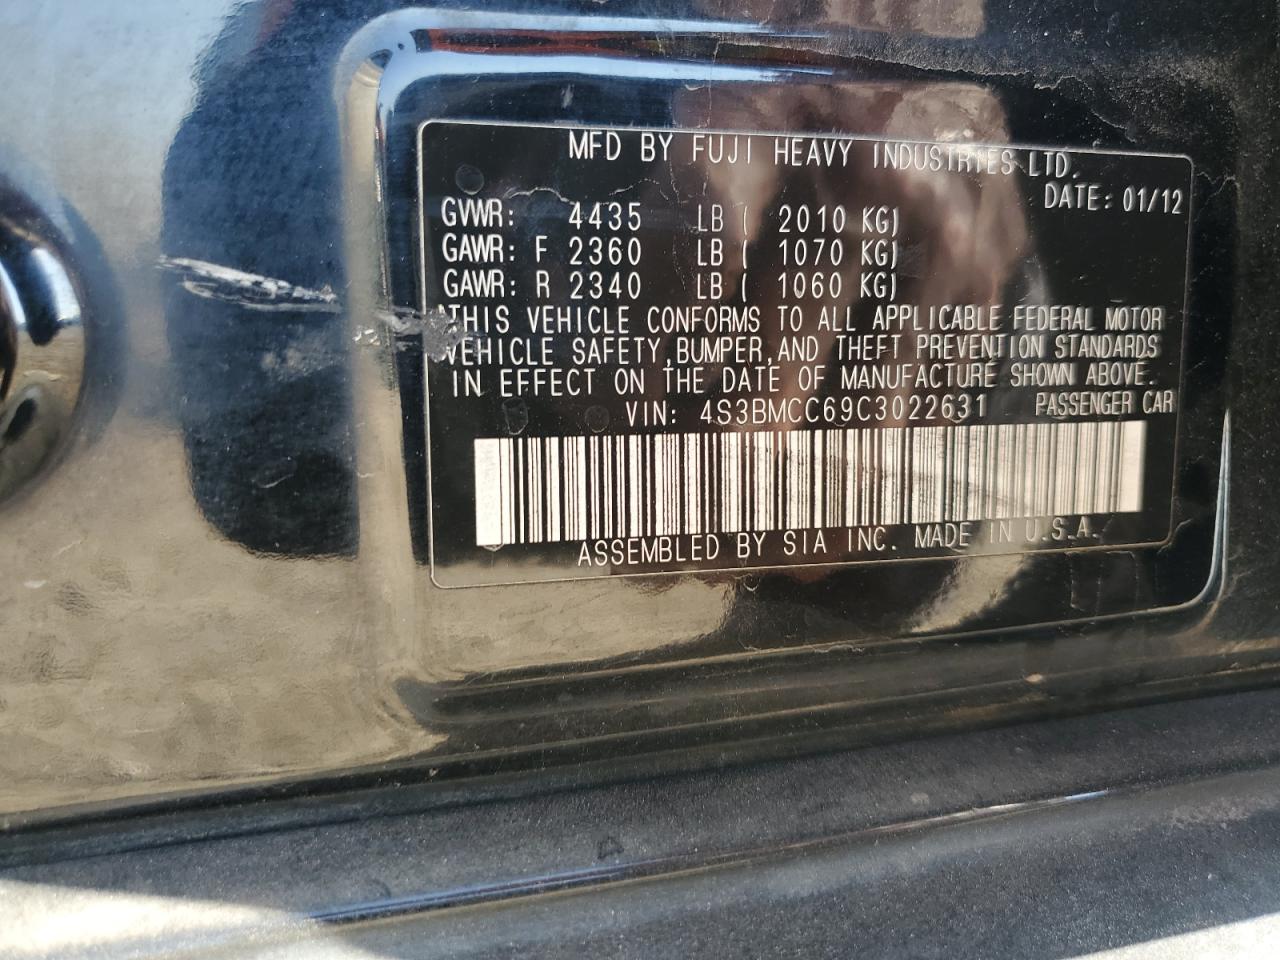 MFD BY FUJI HEAVY INDUSTRIES LTD.
DATE: 01/12
GVWR: 4435 LB ( 2010 KG)
GAWR: F 2360 LB ( 1070 KG)
GAWR: R 2340 LB ( 1060 KG)
THIS VEHICLE CONFORMS TO ALL APPLICABLE FEDERAL MOTOR
VEHICLE SAFETY,BUMPER,AND THEFT PREVENTION STANDARDS
IN EFFECT ON THE DATE OF MANUFACTURE SHOWN ABOVE.
VIN: 4S3BMCC69C3022631 PASSENGER CAR
ASSEMBLED BY SIA INC. MADE IN U.S.A.